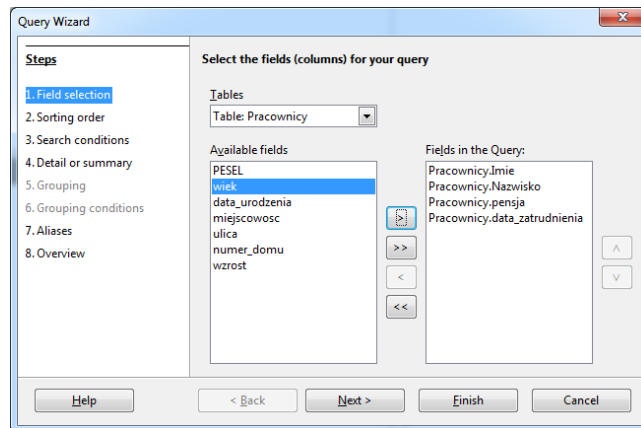 Query Wizard
Steps
1. Field selection
2. Sorting order
3. Search conditions
4. Detail or summary
5. Grouping
6. Grouping conditions
7. Aliases
8. Overview
Select the fields (columns) for your query
Tables
Table: Pracownicy
Available fields
PESEL
wiek
data_urodzenia
miejscowosc
ulica
numer_domu
wzrost
>
>>
<
<<
Fields in the Query:
Pracownicy.Imie
Pracownicy.Nazwisko
Pracownicy.pensja
Pracownicy.data_zatrudnienia
Help
< Back
Next >
Finish
Cancel